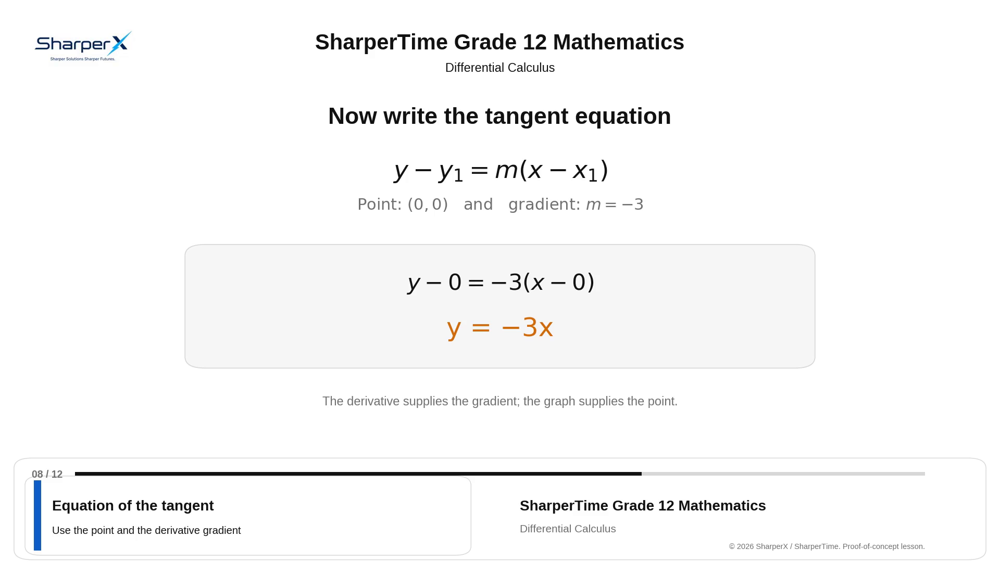 SharperX
Sharper Solutions Sharper Futures.
SharperTime Grade 12 Mathematics
Differential Calculus
Now write the tangent equation
y − y₁ = m(x − x₁)
Point: (0, 0) and gradient: m = −3
y − 0 = −3(x − 0)
y = −3x
The derivative supplies the gradient; the graph supplies the point.
08 / 12
Equation of the tangent
Use the point and the derivative gradient
SharperTime Grade 12 Mathematics
Differential Calculus
© 2026 SharperX / SharperTime. Proof-of-concept lesson.